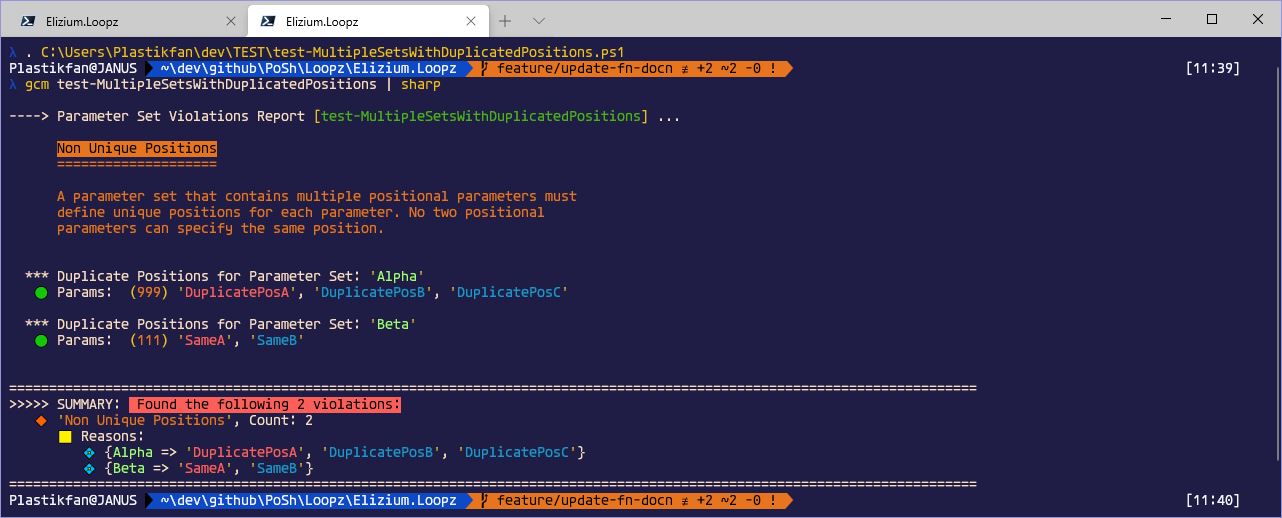 Elizium.Loopz
Elizium.Loopz
λ . C:\Users\Plastikfan\dev\TEST\test-MultipleSetsWithDuplicatedPositions.ps1
Plastikfan@JANUS ~\dev\github\PoSh\Loopz\Elizium.Loopz feature/update-fn-docn ≢ +2 ~2 -0 ! [11:39]
λ gcm test-MultipleSetsWithDuplicatedPositions | sharp
----> Parameter Set Violations Report [test-MultipleSetsWithDuplicatedPositions] ...
Non Unique Positions
====================
A parameter set that contains multiple positional parameters must
define unique positions for each parameter. No two positional
parameters can specify the same position.
*** Duplicate Positions for Parameter Set: 'Alpha'
Params: (999) 'DuplicatePosA', 'DuplicatePosB', 'DuplicatePosC'
*** Duplicate Positions for Parameter Set: 'Beta'
Params: (111) 'SameA', 'SameB'
=========================================================================================================================
>>>>> SUMMARY: Found the following 2 violations:
'Non Unique Positions', Count: 2
Reasons:
{Alpha => 'DuplicatePosA', 'DuplicatePosB', 'DuplicatePosC'}
{Beta => 'SameA', 'SameB'}
=========================================================================================================================
Plastikfan@JANUS ~\dev\github\PoSh\Loopz\Elizium.Loopz feature/update-fn-docn ≢ +2 ~2 -0 ! [11:40]